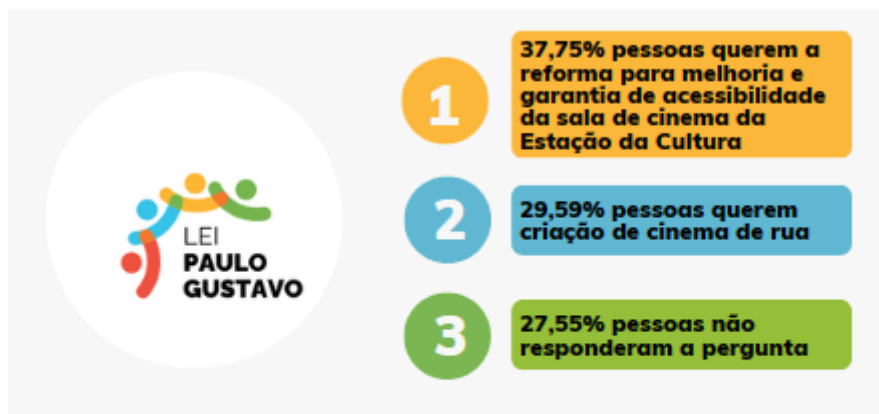 LEI
PAULO
GUSTAVO
1
37,75% pessoas querem a
reforma para melhoria e
garantia de acessibilidade
da sala de cinema da
Estação da Cultura
2
29,59% pessoas querem
criação de cinema de rua
3
27,55% pessoas não
responderam a pergunta